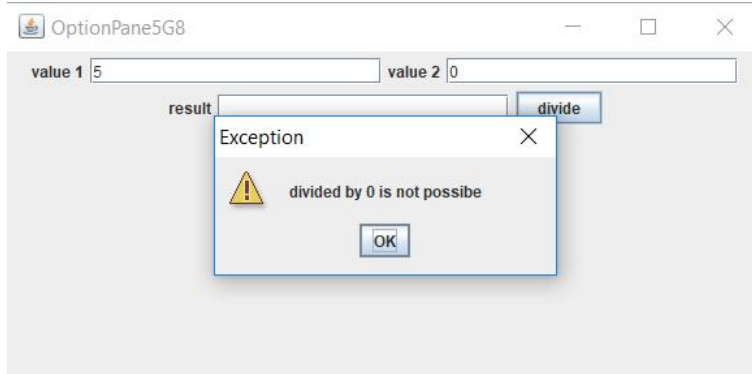 OptionPane5G8
value 1 5 value 2 0
result divide
Exception
divided by 0 is not possibe
OK